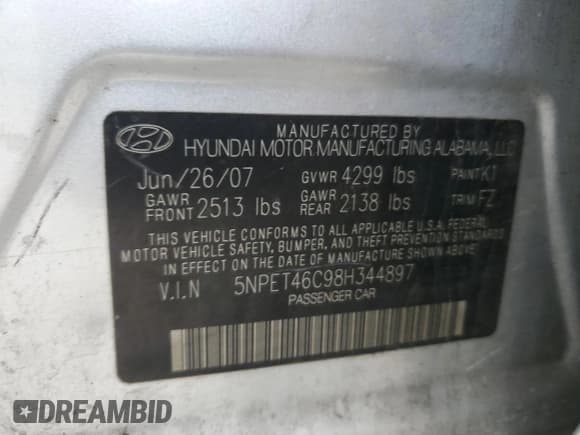 MANUFACTURED BY
HYUNDAI MOTOR MANUFACTURING ALABAMA, LLC
Jun/26/07 GVWR 4299 lbs PAINT K1
GAWR FRONT 2513 lbs GAWR REAR 2138 lbs TRIM FZ
THIS VEHICLE CONFORMS TO ALL APPLICABLE U.S.A. FEDERAL
MOTOR VEHICLE SAFETY, BUMPER, AND THEFT PREVENTION STANDARDS
IN EFFECT ON THE DATE OF MANUFACTURE SHOWN ABOVE.
V.I.N 5NPET46C98H344897
PASSENGER CAR
DREAMBID